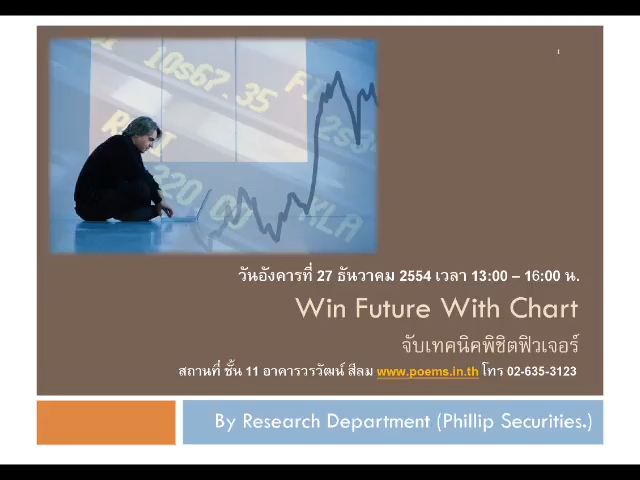 1
10s67.35
วันอังคารที่ 27 ธันวาคม 2554 เวลา 13:00 – 16:00 น.
Win Future With Chart
จับเทคนิคพิชิตฟิวเจอร์
สถานที่ ชั้น 11 อาคารวรวัฒน์ สีลม www.poems.in.th โทร 02-635-3123
By Research Department (Phillip Securities.)